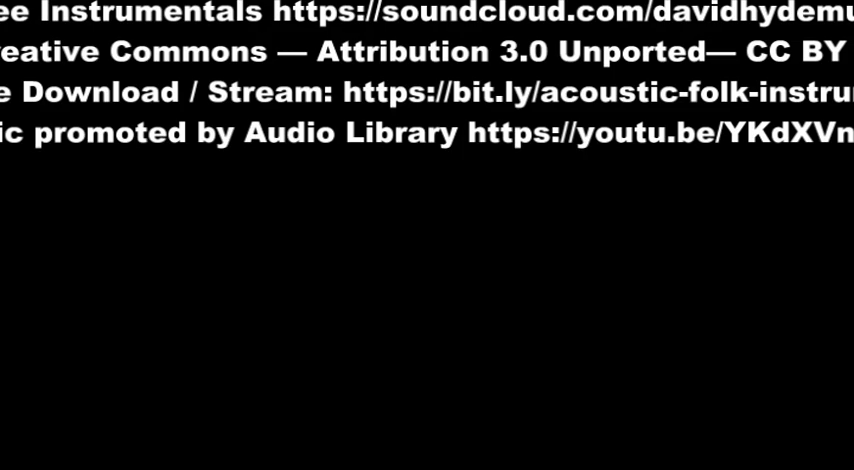 ee Instrumentals https://soundcloud.com/davidhydemu
reative Commons — Attribution 3.0 Unported— CC BY
e Download / Stream: https://bit.ly/acoustic-folk-instru
ic promoted by Audio Library https://youtu.be/YKdXVn